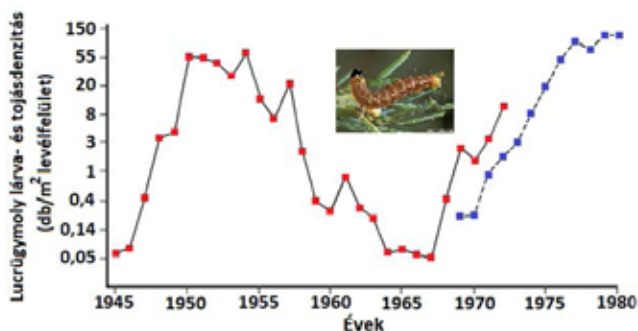 Lucrügymoly lárva- és tojásdenzitás
(db/m² levélfelület)
150
55
20
8
3
1
0,4
0,14
0,05
1945 1950 1955 1960 1965 1970 1975 1980
Évek